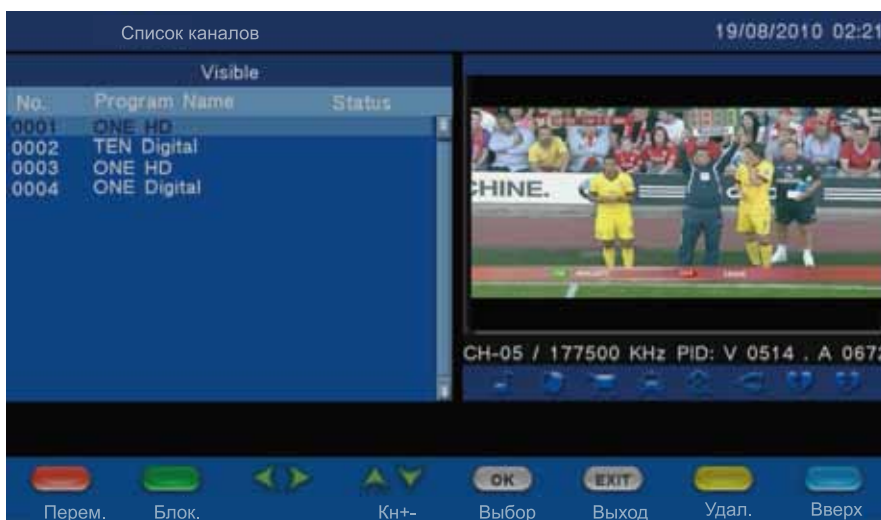 Список каналов 19/08/2010 02:21
Visible
No. Program Name Status
0001 ONE HD
0002 TEN Digital
0003 ONE HD
0004 ONE Digital
CHINE.
CH-05 / 177500 KHz PID: V 0514 . A 0672
OK EXIT
Перем. Блок. Кн+- Выбор Выход Удал. Вверх